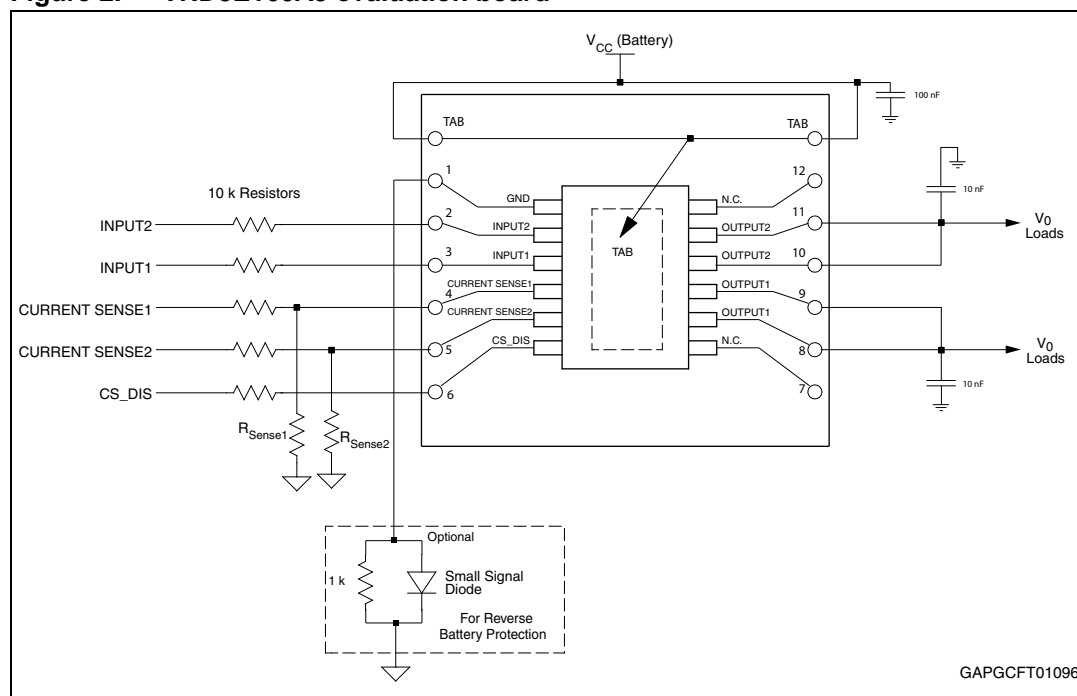 V_CC (Battery)
100 nF
TAB
TAB
1
12
10 k Resistors
GND
N.C.
10 nF
2
11
INPUT2
INPUT2
OUTPUT2
V0
Loads
3
10
INPUT1
INPUT1
TAB
OUTPUT2
CURRENT SENSE1
CURRENT SENSE1
4
9
OUTPUT1
CURRENT SENSE2
CURRENT SENSE2
5
8
OUTPUT1
V0
Loads
CS_DIS
CS_DIS
6
7
N.C.
10 nF
R_Sense1
R_Sense2
Optional
1 k
Small Signal
Diode
For Reverse
Battery Protection
GAPGCFT01096